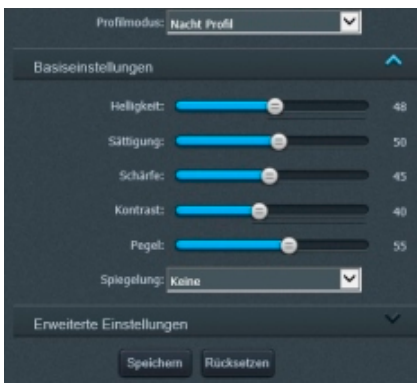 Profilmodus: Nacht Profil
Basiseinstellungen
Helligkeit: 48
Sättigung: 50
Schärfe: 45
Kontrast: 40
Pegel: 55
Spiegelung: Keine
Erweiterte Einstellungen
Speichern Rücksetzen